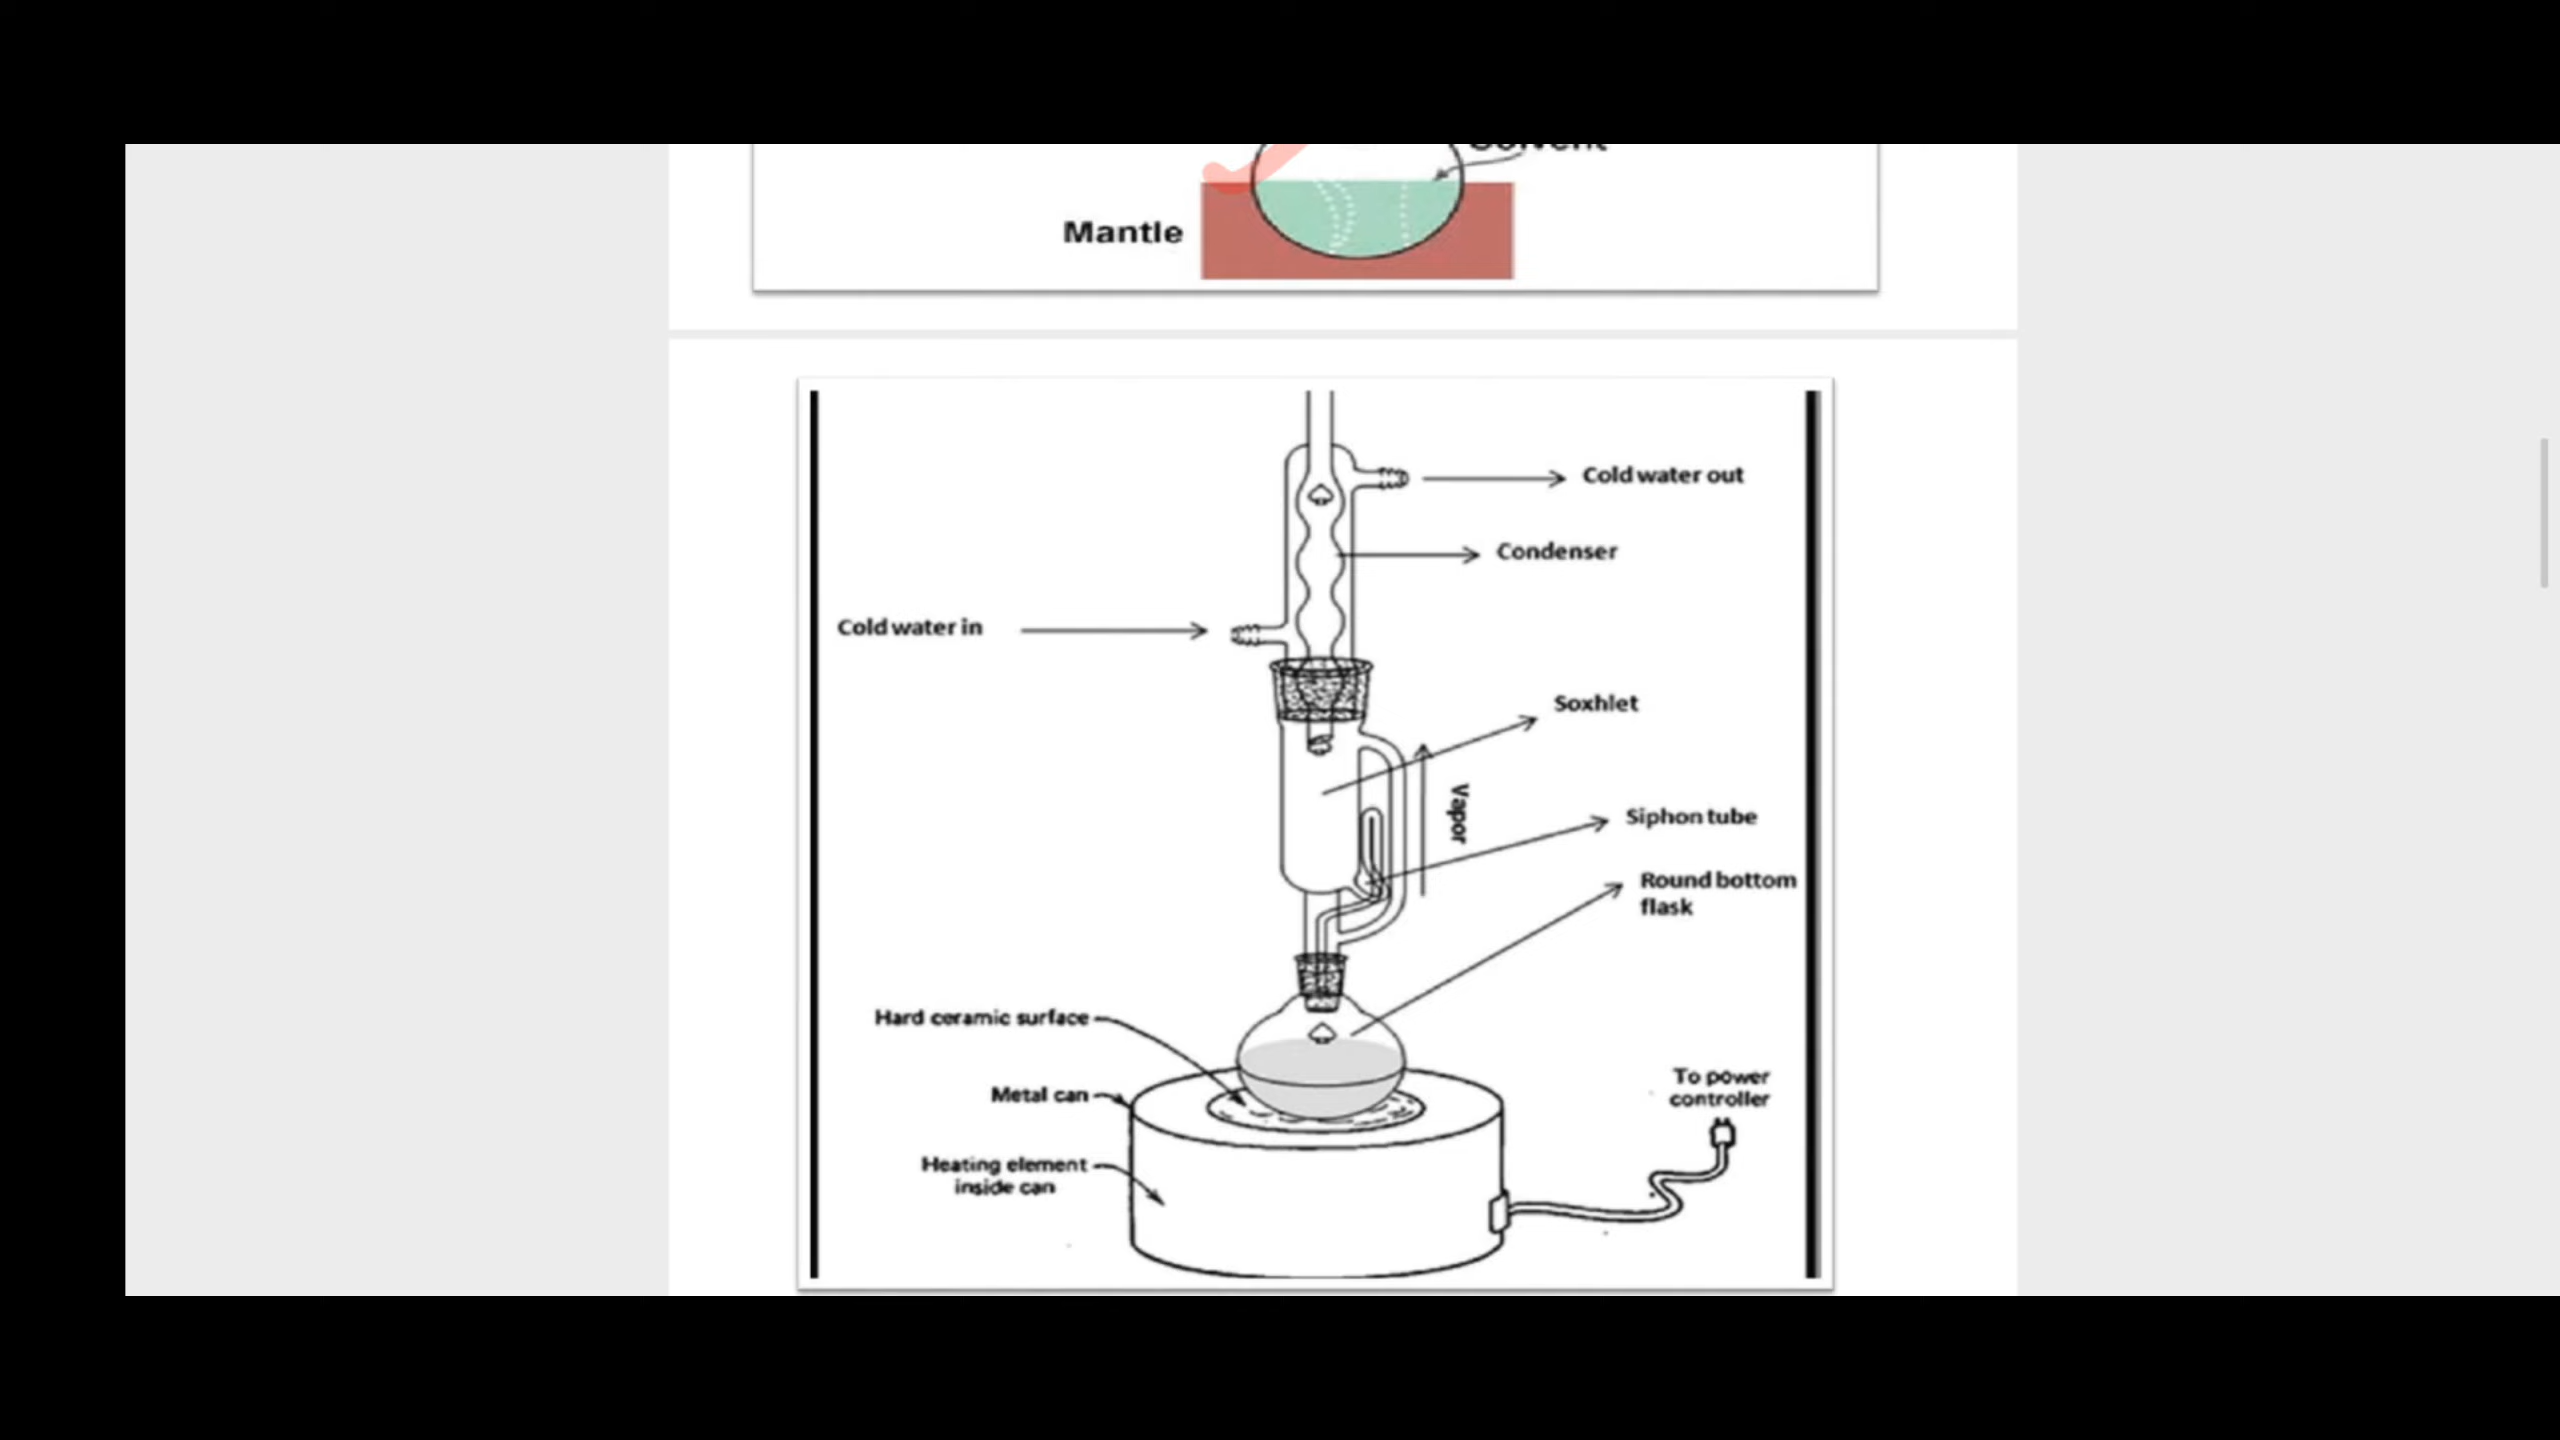 Solvent
Mantle
Cold water out
Condenser
Cold water in
Soxhlet
Vapor
Siphon tube
Round bottom
flask
Hard ceramic surface
Metal can
To power
controller
Heating element
inside can